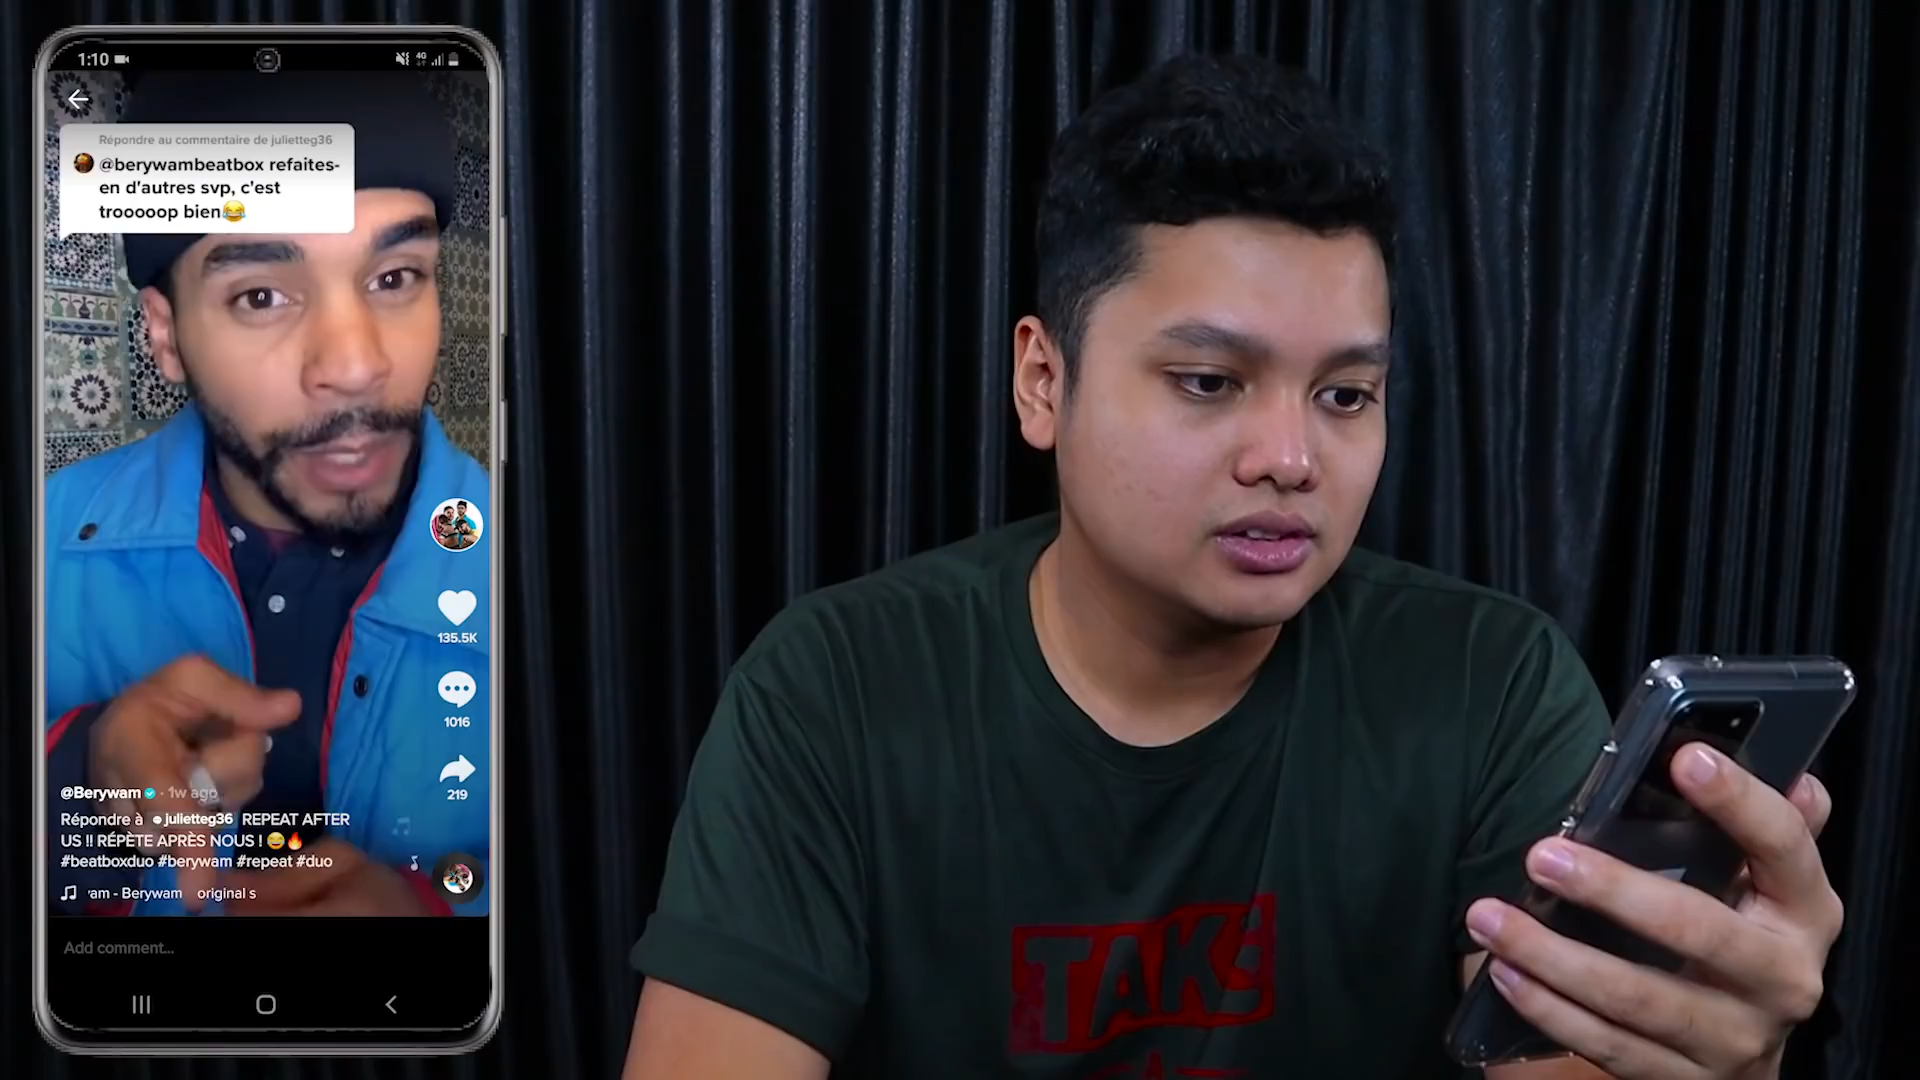 1:10
4G
Répondre au commentaire de julietteg36
@berywambeatbox refaites-
en d'autres svp, c'est
trooooop bien😂
135.5K
1016
219
@Berywam · 1w ago
Répondre à julietteg36 REPEAT AFTER
US !! RÉPÈTE APRÈS NOUS ! 😂🔥
#beatboxduo #berywam #repeat #duo
am - Berywam original s
Add comment...
TAKE